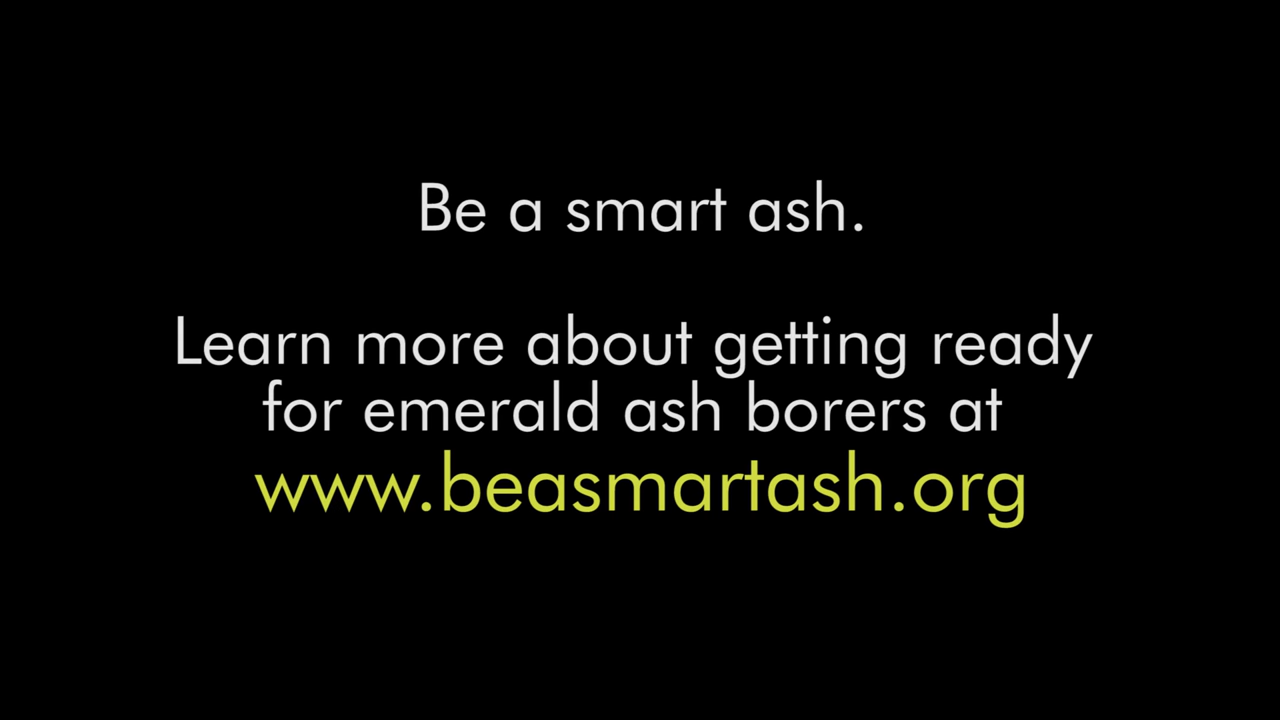 Be a smart ash.
Learn more about getting ready
for emerald ash borers at
www.beasmartash.org